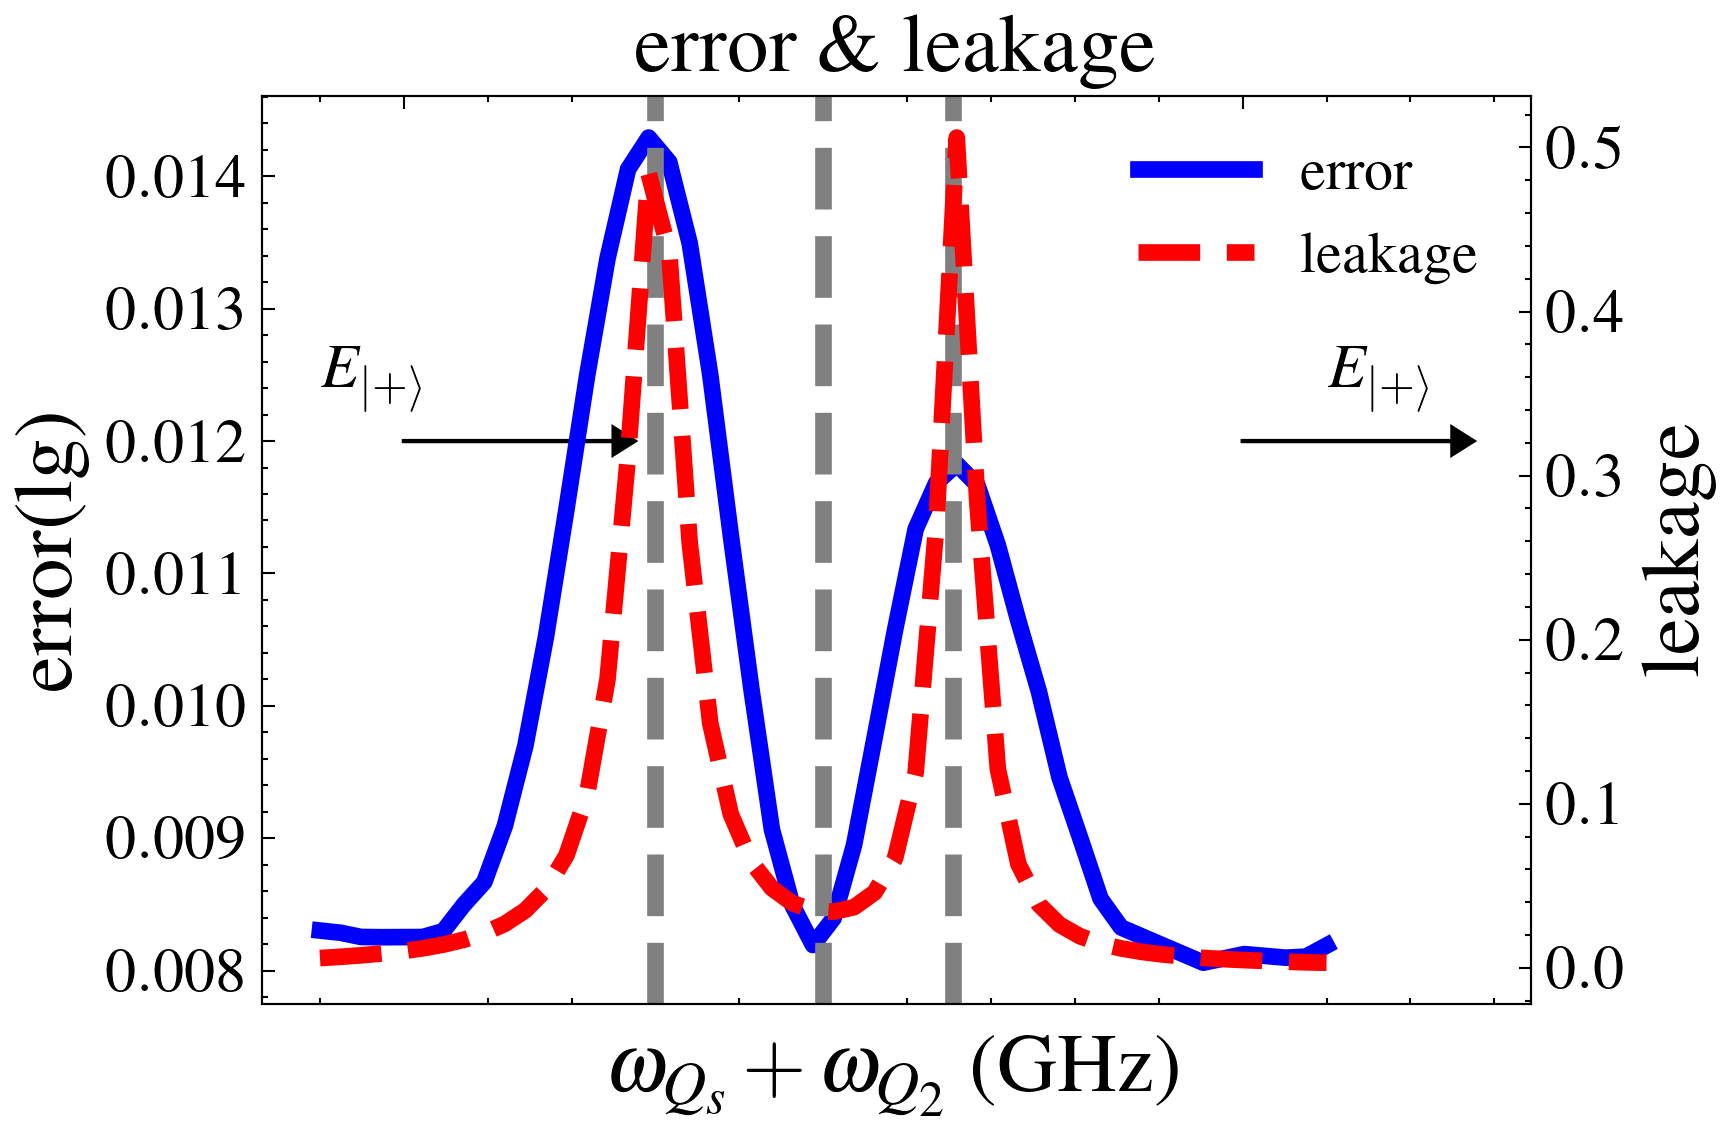 error & leakage
0.014
0.013
0.012
0.011
0.010
0.009
0.008
error(lg)
E|+⟩
E|+⟩
error
leakage
0.5
0.4
0.3
0.2
0.1
0.0
leakage
ωQs + ωQ2 (GHz)